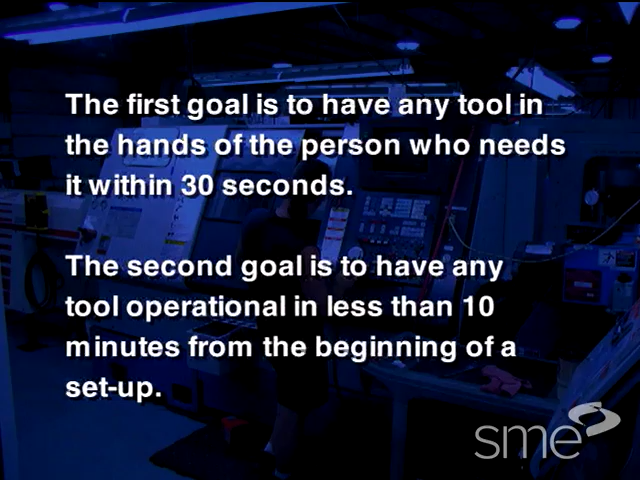 The first goal is to have any tool in
the hands of the person who needs
it within 30 seconds.
The second goal is to have any
tool operational in less than 10
minutes from the beginning of a
set-up.
sme